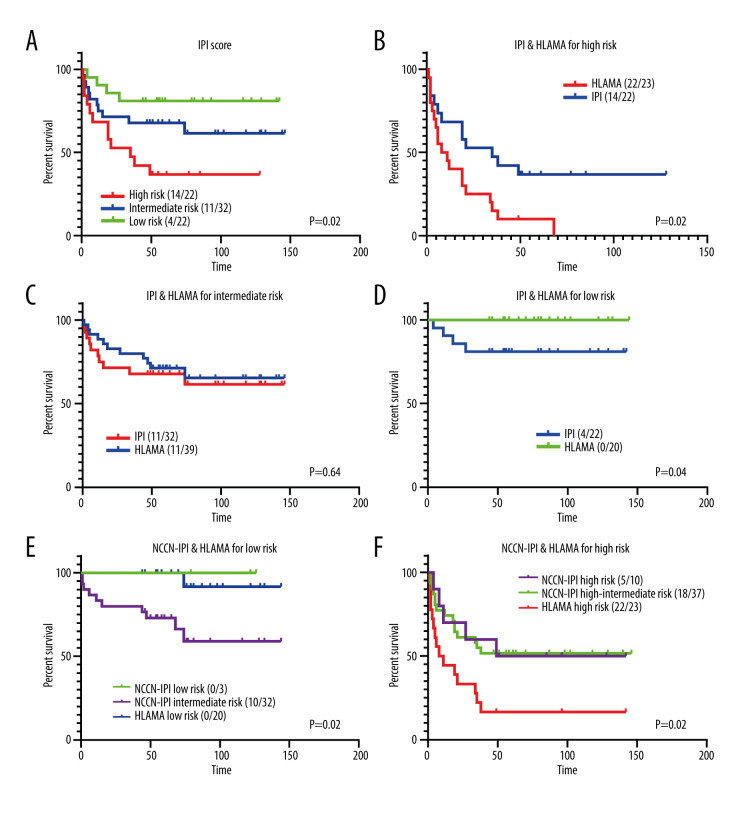 A
IPI score
100
50
0
Percent survival
High risk (14/22)
Intermediate risk (11/32)
Low risk (4/22)
P=0.02
0 50 100 150 200
Time
B
IPI & HLAMA for high risk
100
50
0
Percent survival
HLAMA (22/23)
IPI (14/22)
P=0.02
0 50 100 150
Time
C
IPI & HLAMA for intermediate risk
100
50
0
Percent survival
IPI (11/32)
HLAMA (11/39)
P=0.64
0 50 100 150 200
Time
D
IPI & HLAMA for low risk
100
50
0
Percent survival
IPI (4/22)
HLAMA (0/20)
P=0.04
0 50 100 150 200
Time
E
NCCN-IPI & HLAMA for low risk
100
50
0
Percent survival
NCCN-IPI low risk (0/3)
NCCN-IPI intermediate risk (10/32)
HLAMA low risk (0/20)
P=0.02
0 50 100 150 200
Time
F
NCCN-IPI & HLAMA for high risk
100
50
0
Percent survival
NCCN-IPI high risk (5/10)
NCCN-IPI high-intermediate risk (18/37)
HLAMA high risk (22/23)
P=0.02
0 50 100 150 200
Time